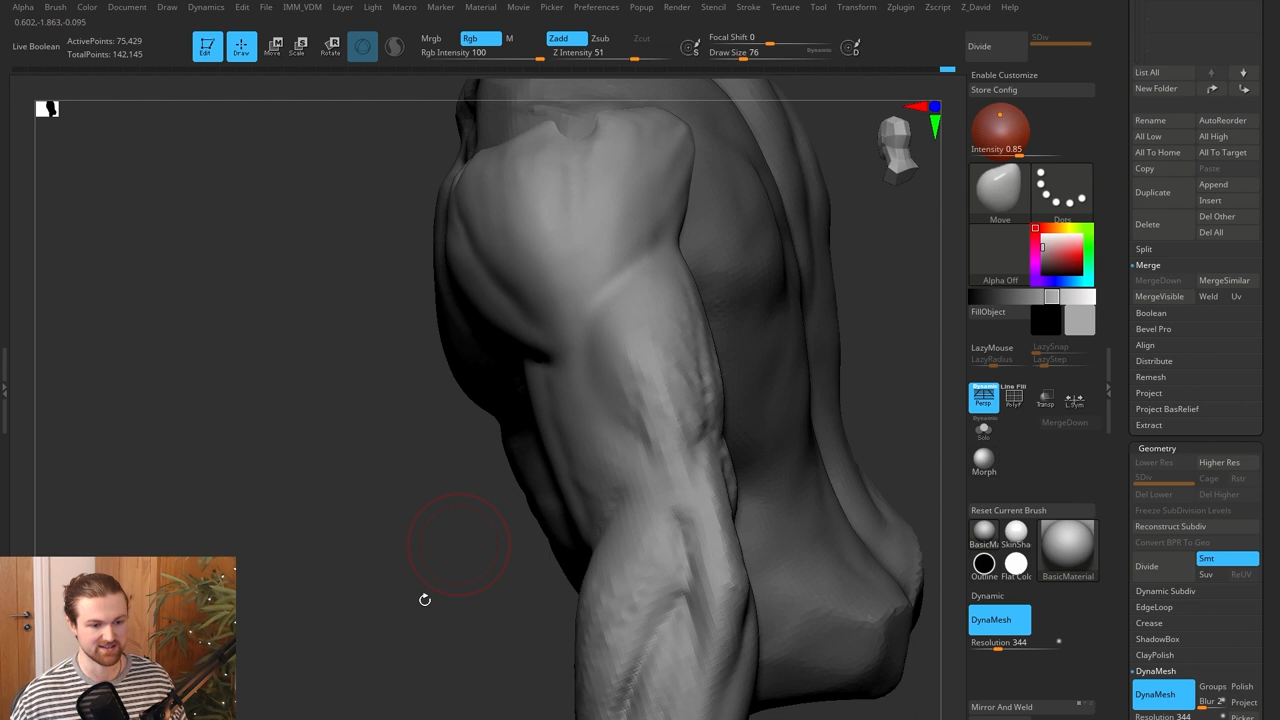 Alpha Brush Color Document Draw Dynamics Edit File IMM_VDM Layer Light Macro Marker Material Movie Picker Preferences Popup Render Stencil Stroke Texture Tool Transform Zplugin Zscript Z_David Help
0.602,-1.863,-0.095
Live Boolean
ActivePoints: 75,429
TotalPoints: 142,145
Edit Draw Move Scale Rotate
Mrgb Rgb M
Rgb Intensity 100
Zadd Zsub Zcut
Z Intensity 51
S
Focal Shift 0
Draw Size 76 Dynamic
D
Divide
SDiv
Enable Customize
Store Config
Intensity 0.85
Move Dots
Alpha Off
FillObject
LazyMouse LazySnap
LazyRadius LazyStep
Dynamic Line Fill
Persp PolyF Transp L.Sym
Dynamic
Solo
MergeDown
Morph
Reset Current Brush
BasicMa SkinSha
Outline Flat Colo BasicMaterial
Dynamic
DynaMesh
Resolution 344
Mirror And Weld
List All
New Folder
Rename AutoReorder
All Low All High
All To Home All To Target
Copy Paste
Duplicate Append
Insert
Delete Del Other
Del All
Split
Merge
MergeDown MergeSimilar
MergeVisible Weld Uv
Boolean
Bevel Pro
Align
Distribute
Remesh
Project
Project BasRelief
Extract
Geometry
Lower Res Higher Res
SDiv Cage Rstr
Del Lower Del Higher
Freeze SubDivision Levels
Reconstruct Subdiv
Convert BPR To Geo
Divide Smt
Suv ReUV
Dynamic Subdiv
EdgeLoop
Crease
ShadowBox
ClayPolish
DynaMesh
DynaMesh Groups Polish
Blur 2 Project
Resolution 344 Picker